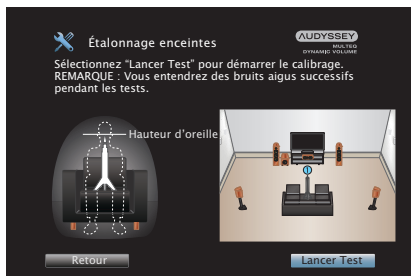 Étalonnage enceintes
AUDYSSEY
MULTEQ
DYNAMIC VOLUME
Sélectionnez “Lancer Test” pour démarrer le calibrage.
REMARQUE : Vous entendrez des bruits aigus successifs
pendant les tests.
Hauteur d’oreille
1
Retour
Lancer Test